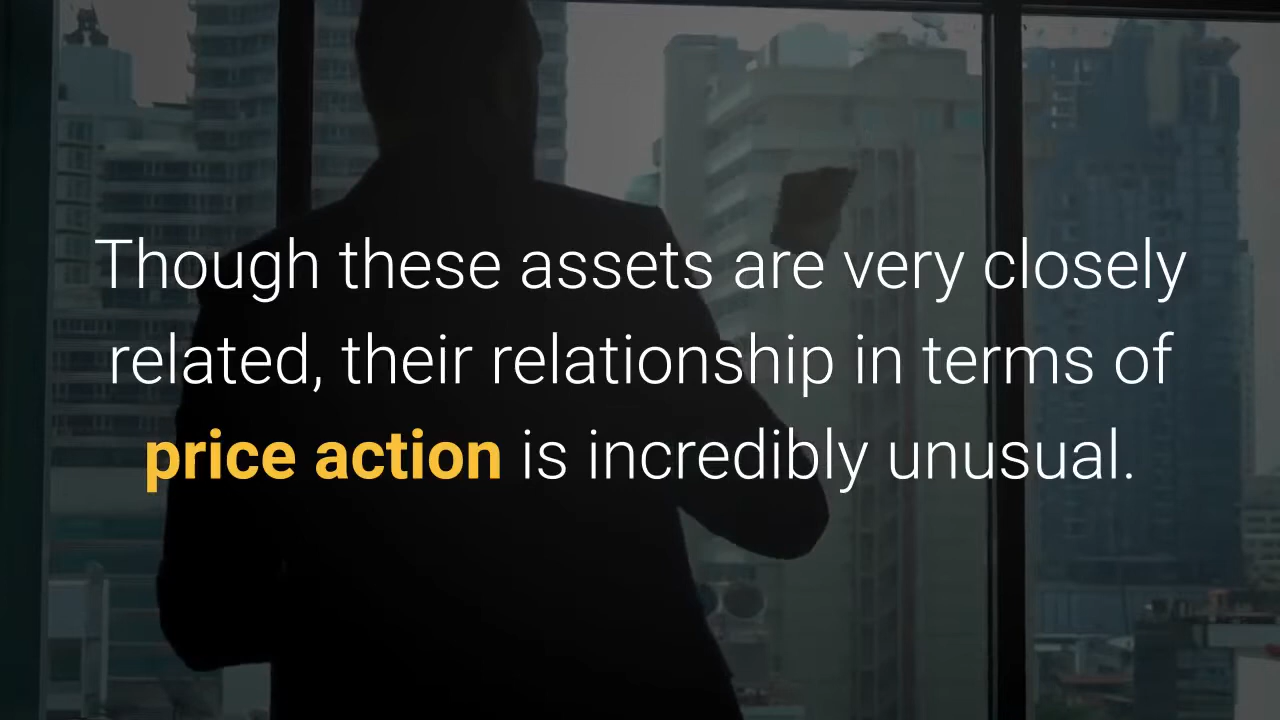 Though these assets are very closely
related, their relationship in terms of
price action is incredibly unusual.